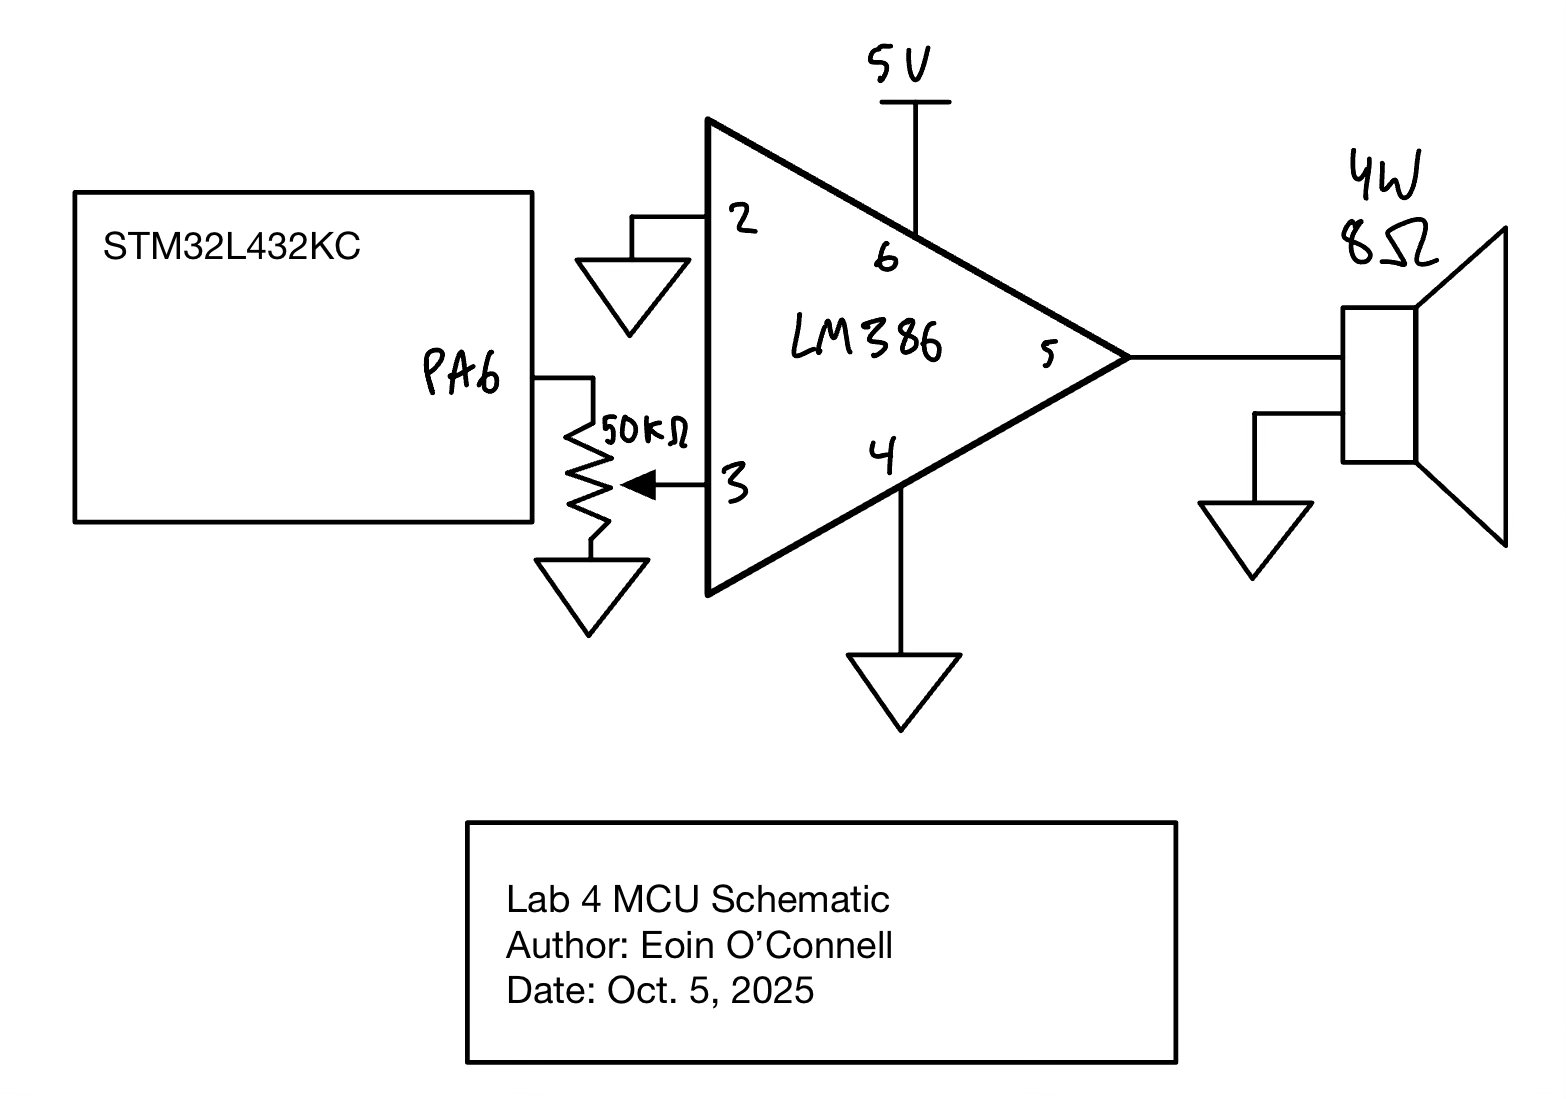 5V
4W
8Ω
STM32L432KC
2
6
LM386
5
PA6
50KΩ
3
4
Lab 4 MCU Schematic
Author: Eoin O’Connell
Date: Oct. 5, 2025